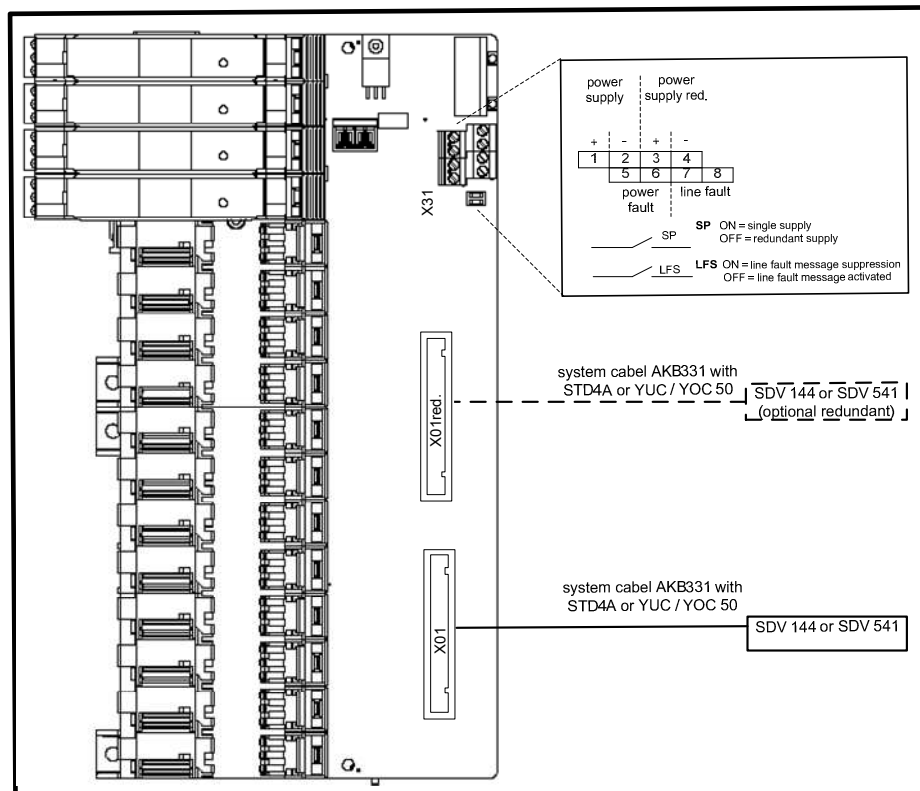 power
supply
power
supply red.
+ - + -
1 2 3 4
5 6 7 8
power
fault
line fault
SP
SP ON = single supply
OFF = redundant supply
LFS
LFS ON = line fault message suppression
OFF = line fault message activated
X31
system cabel AKB331 with
STD4A or YUC / YOC 50
SDV 144 or SDV 541
(optional redundant)
X01red.
system cabel AKB331 with
STD4A or YUC / YOC 50
SDV 144 or SDV 541
X01